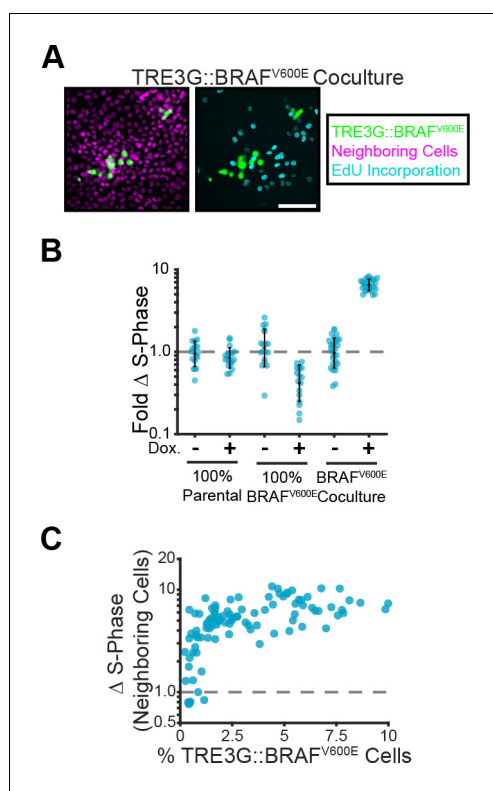 A
TRE3G::BRAFV600E Coculture
TRE3G::BRAFV600E
Neighboring Cells
EdU Incorporation
B
Fold Δ S-Phase
10
1.0
0.1
Dox. - + - + - +
100% Parental
100% BRAFV600E
BRAFV600E Coculture
C
Δ S-Phase
(Neighboring Cells)
20
10
1.0
0.5
0 2.5 5 7.5 10
% TRE3G::BRAFV600E Cells